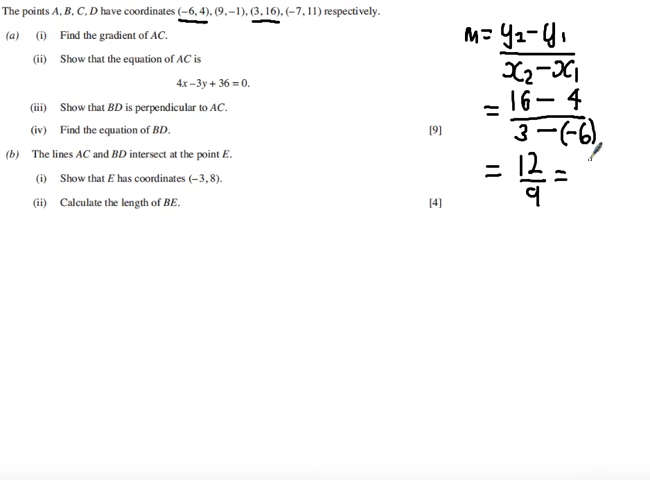 The points A, B, C, D have coordinates (−6, 4), (9, −1), (3, 16), (−7, 11) respectively.
(a) (i) Find the gradient of AC.
(ii) Show that the equation of AC is
4x − 3y + 36 = 0.
(iii) Show that BD is perpendicular to AC.
(iv) Find the equation of BD. [9]
(b) The lines AC and BD intersect at the point E.
(i) Show that E has coordinates (−3, 8).
(ii) Calculate the length of BE. [4]
M = y₂ − y₁
x₂ − x₁
= 16 − 4
3 − (−6)
= 12 =
9